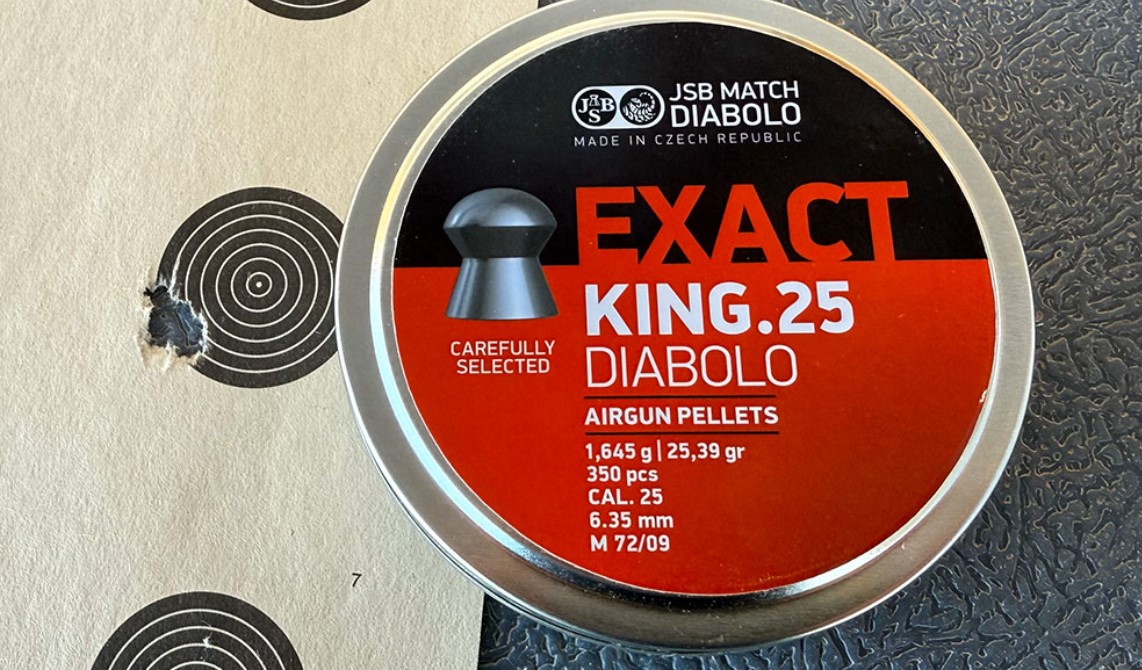 JSB
JSB MATCH
DIABOLO
MADE IN CZECH REPUBLIC
EXACT
KING.25
DIABOLO
CAREFULLY
SELECTED
AIRGUN PELLETS
1,645 g | 25,39 gr
350 pcs
CAL. 25
6.35 mm
M 72/09
7